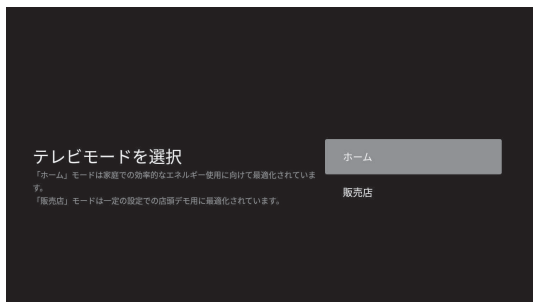 テレビモードを選択
「ホーム」モードは家庭での効率的なエネルギー使用に向けて最適化されていま
す。
「販売店」モードは一定の設定での店頭デモ用に最適化されています。
ホーム
販売店